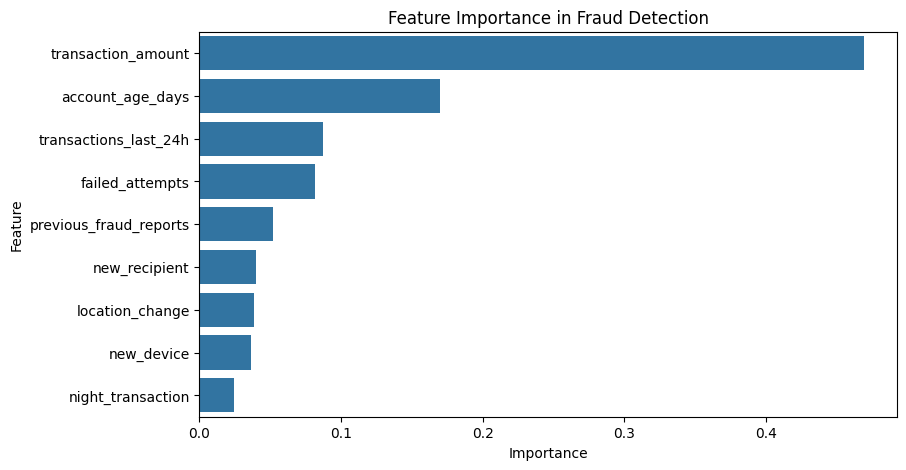 Feature Importance in Fraud Detection
transaction_amount
account_age_days
transactions_last_24h
failed_attempts
previous_fraud_reports
new_recipient
location_change
new_device
night_transaction
Feature
0.0 0.1 0.2 0.3 0.4
Importance